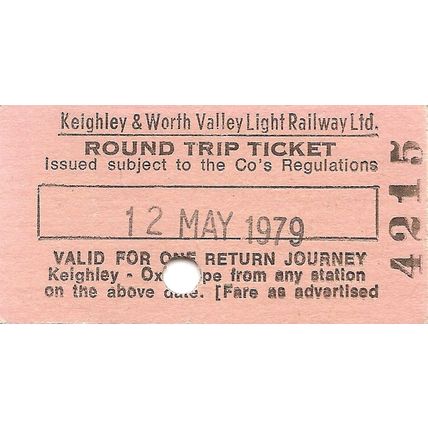 Keighley & Worth Valley Light Railway Ltd.
ROUND TRIP TICKET
Issued subject to the Co's Regulations
12 MAY 1979
VALID FOR ONE RETURN JOURNEY
Keighley - from any station
on the above date. [Fare as advertised
4215